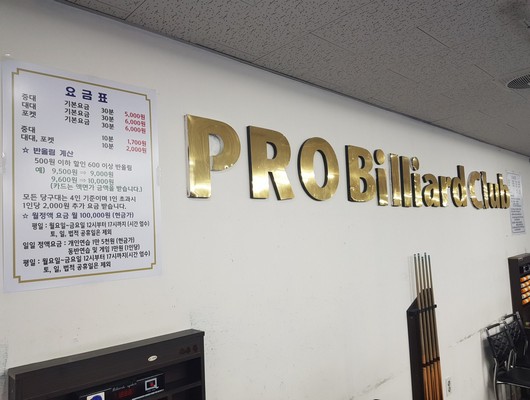 요금표
중대 기본요금 30분 5,000원
대대 기본요금 30분 6,000원
포켓 기본요금 30분 6,000원
중대 10분 1,700원
대대, 포켓 10분 2,000원
☆ 반올림 계산
500원 이하 할인 600 이상 반올림
예) 9,500원 → 9,000원
9,600원 → 10,000원
(카드는 액면가 금액 받습니다.)
모든 당구대는 4인 기준이며 1인 초과시
1인당 2,000원 추가 요금 받습니다.
☆ 월정액 요금 월 100,000원 (현금가)
평일 : 월요일~금요일 12시부터 17시까지(시간 엄수)
토, 일, 법적 공휴일은 제외
일일 정액요금 : 개인연습 1만 5천원 (현금가)
동반연습 및 게임 1만원 (1인당)
평일 : 월요일~금요일 12시부터 17시까지(시간 엄수)
토, 일, 법적 공휴일은 제외
PRO Billiard Club